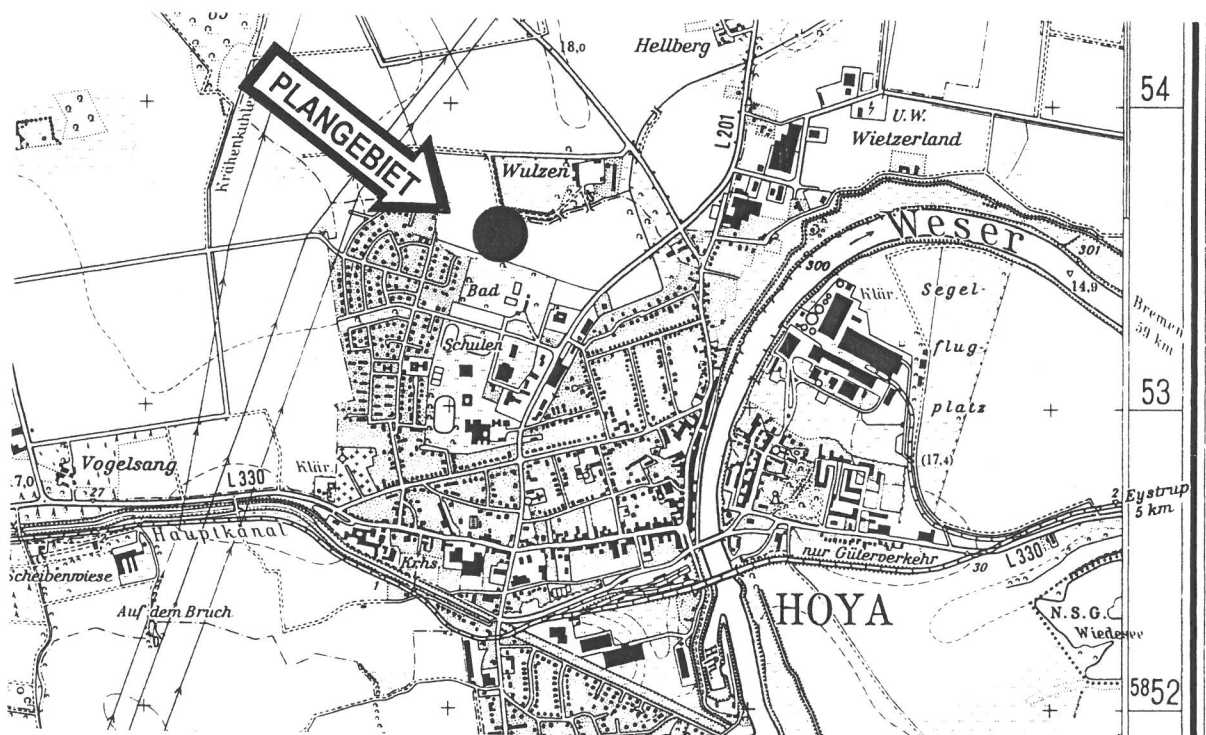 Hellberg
18,0
54
PLANGEBIET
Krähenkuhle
L 201
U.W.
Wietzerland
Wulzen
Weser
301
300
14,9
Bad
Klär.
Segel-
flug-
platz
Bremen
59 km
Schulen
53
(17,4)
Vogelsang
Klär.
7,0
27
L 330
2
Eystrup
5 km
Hauptkanal
nur Güterverkehr
30
L 330
Scheibenwiese
Krhs.
Auf dem Bruch
HOYA
N.S.G.
5852